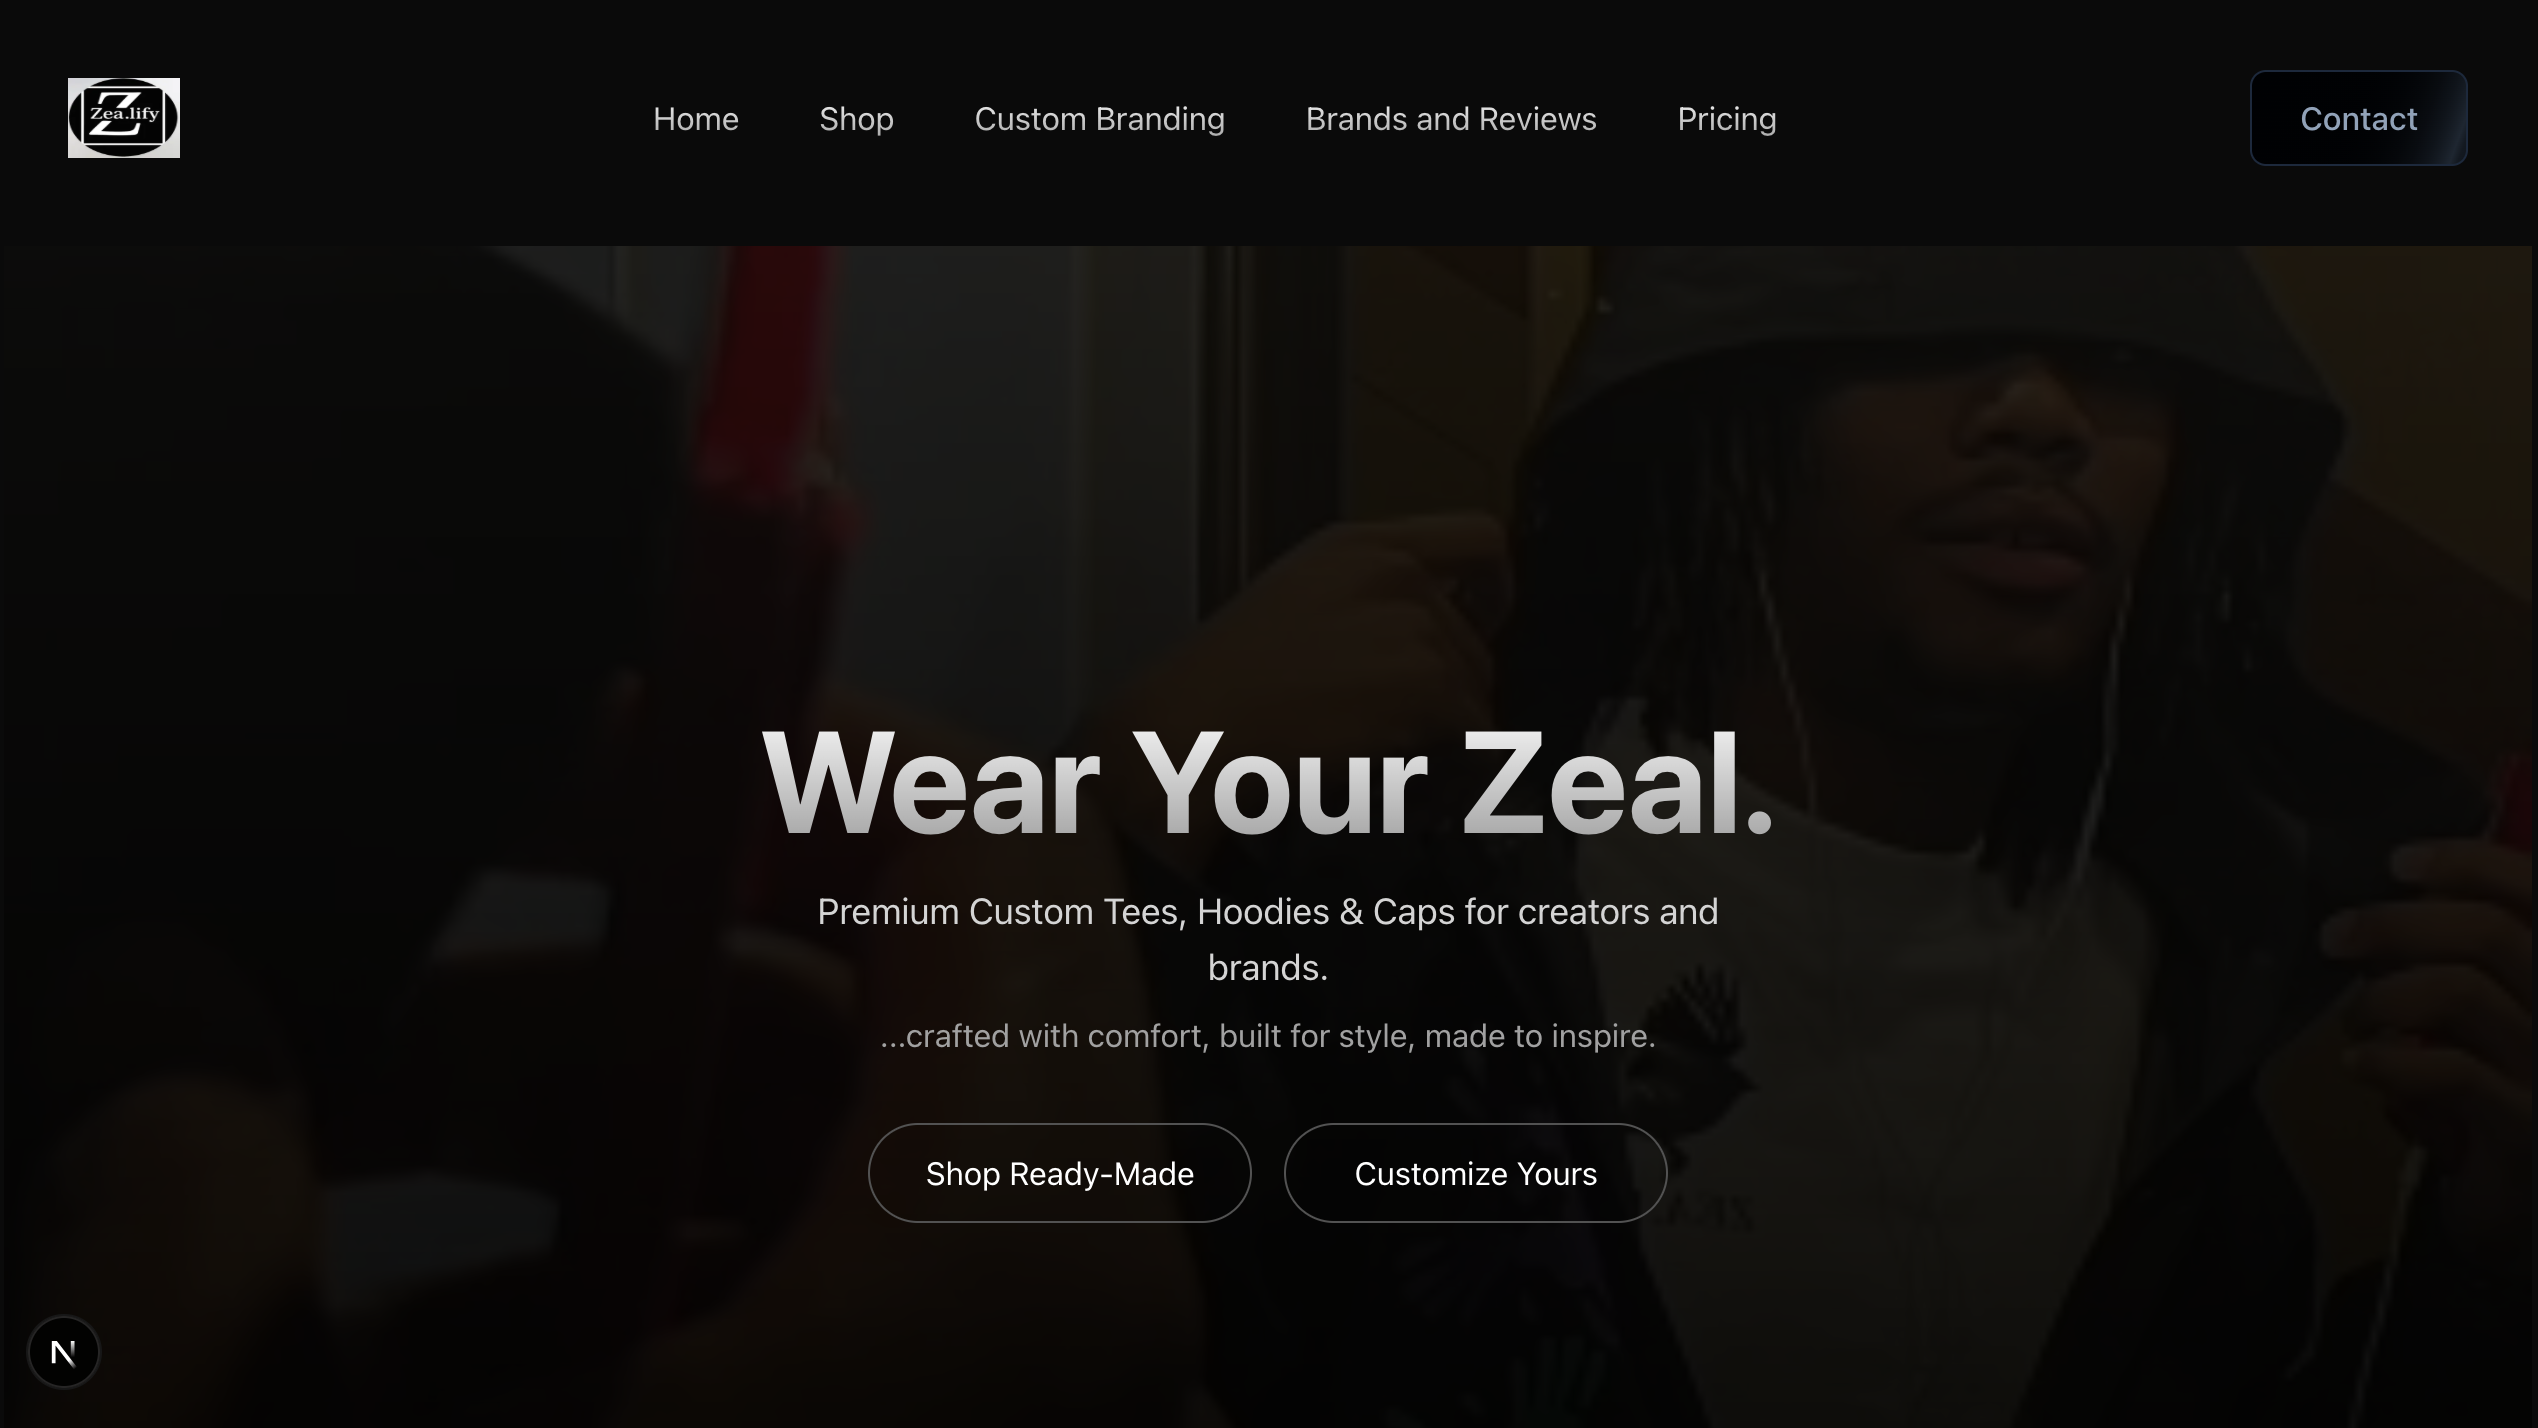 Z
Zea.lify
Home
Shop
Custom Branding
Brands and Reviews
Pricing
Contact
Wear Your Zeal.
Premium Custom Tees, Hoodies & Caps for creators and
brands.
...crafted with comfort, built for style, made to inspire.
Shop Ready-Made
Customize Yours
N